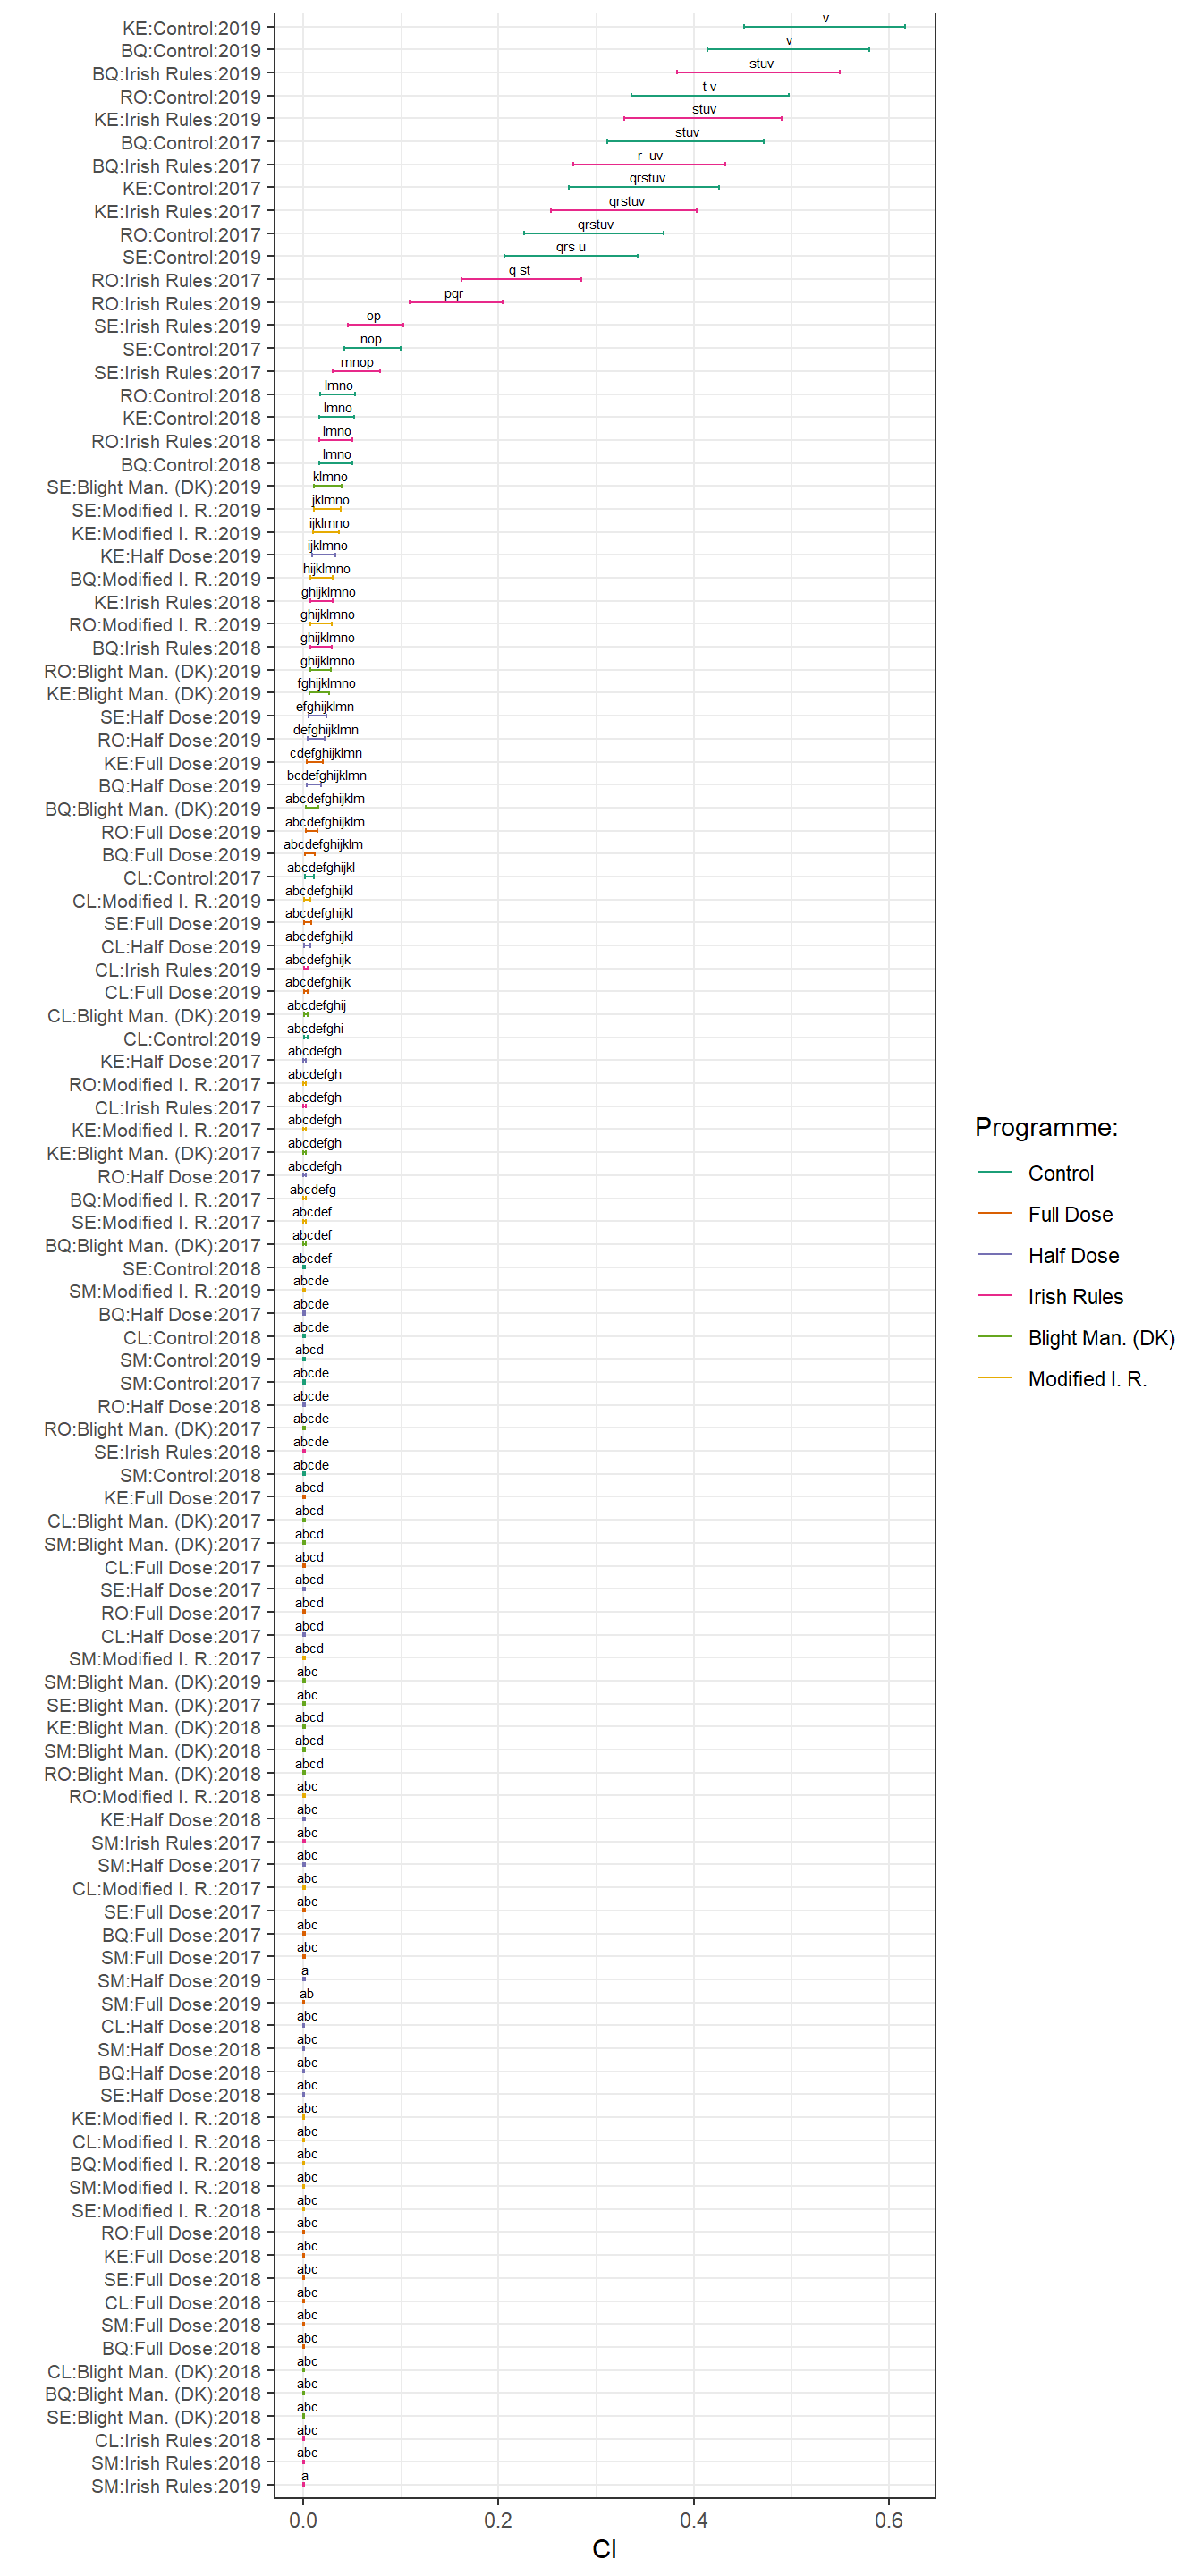 KE:Control:2019 v
BQ:Control:2019 v
BQ:Irish Rules:2019 stuv
RO:Control:2019 t v
KE:Irish Rules:2019 stuv
BQ:Control:2017 stuv
BQ:Irish Rules:2017 r  uv
KE:Control:2017 qrstuv
KE:Irish Rules:2017 qrstuv
RO:Control:2017 qrstuv
SE:Control:2019 qrs u
RO:Irish Rules:2017 q st
RO:Irish Rules:2019 pqr
SE:Irish Rules:2019 op
SE:Control:2017 nop
SE:Irish Rules:2017 mnop
RO:Control:2018 lmno
KE:Control:2018 lmno
RO:Irish Rules:2018 lmno
BQ:Control:2018 lmno
SE:Blight Man. (DK):2019 klmno
SE:Modified I. R.:2019 jklmno
KE:Modified I. R.:2019 ijklmno
KE:Half Dose:2019 ijklmno
BQ:Modified I. R.:2019 hijklmno
KE:Irish Rules:2018 ghijklmno
RO:Modified I. R.:2019 ghijklmno
BQ:Irish Rules:2018 ghijklmno
RO:Blight Man. (DK):2019 ghijklmno
KE:Blight Man. (DK):2019 fghijklmno
SE:Half Dose:2019 efghijklmn
RO:Half Dose:2019 defghijklmn
KE:Full Dose:2019 cdefghijklmn
BQ:Half Dose:2019 bcdefghijklmn
BQ:Blight Man. (DK):2019 abcdefghijklm
RO:Full Dose:2019 abcdefghijklm
BQ:Full Dose:2019 abcdefghijklm
CL:Control:2017 abcdefghijkl
CL:Modified I. R.:2019 abcdefghijkl
SE:Full Dose:2019 abcdefghijkl
CL:Half Dose:2019 abcdefghijkl
CL:Irish Rules:2019 abcdefghijk
CL:Full Dose:2019 abcdefghijk
CL:Blight Man. (DK):2019 abcdefghij
CL:Control:2019 abcdefghi
KE:Half Dose:2017 abcdefgh
RO:Modified I. R.:2017 abcdefgh
CL:Irish Rules:2017 abcdefgh
KE:Modified I. R.:2017 abcdefgh
KE:Blight Man. (DK):2017 abcdefgh
RO:Half Dose:2017 abcdefgh
BQ:Modified I. R.:2017 abcdefg
SE:Modified I. R.:2017 abcdef
BQ:Blight Man. (DK):2017 abcdef
SE:Control:2018 abcdef
SM:Modified I. R.:2019 abcde
BQ:Half Dose:2017 abcde
CL:Control:2018 abcde
SM:Control:2019 abcd
SM:Control:2017 abcde
RO:Half Dose:2018 abcde
RO:Blight Man. (DK):2017 abcde
SE:Irish Rules:2018 abcde
SM:Control:2018 abcde
KE:Full Dose:2017 abcd
CL:Blight Man. (DK):2017 abcd
SM:Blight Man. (DK):2017 abcd
CL:Full Dose:2017 abcd
SE:Half Dose:2017 abcd
RO:Full Dose:2017 abcd
CL:Half Dose:2017 abcd
SM:Modified I. R.:2017 abcd
SM:Blight Man. (DK):2019 abc
SE:Blight Man. (DK):2017 abc
KE:Blight Man. (DK):2018 abcd
SM:Blight Man. (DK):2018 abcd
RO:Blight Man. (DK):2018 abcd
RO:Modified I. R.:2018 abc
KE:Half Dose:2018 abc
SM:Irish Rules:2017 abc
SM:Half Dose:2017 abc
CL:Modified I. R.:2017 abc
SE:Full Dose:2017 abc
BQ:Full Dose:2017 abc
SM:Full Dose:2017 abc
SM:Half Dose:2019 a
SM:Full Dose:2019 ab
CL:Half Dose:2018 abc
SM:Half Dose:2018 abc
BQ:Half Dose:2018 abc
SE:Half Dose:2018 abc
KE:Modified I. R.:2018 abc
CL:Modified I. R.:2018 abc
BQ:Modified I. R.:2018 abc
SM:Modified I. R.:2018 abc
SE:Modified I. R.:2018 abc
RO:Full Dose:2018 abc
KE:Full Dose:2018 abc
SE:Full Dose:2018 abc
CL:Full Dose:2018 abc
SM:Full Dose:2018 abc
BQ:Full Dose:2018 abc
CL:Blight Man. (DK):2018 abc
BQ:Blight Man. (DK):2018 abc
SE:Blight Man. (DK):2018 abc
CL:Irish Rules:2018 abc
SM:Irish Rules:2018 abc
SM:Irish Rules:2019 a
0.0 0.2 0.4 0.6
CI
Programme:
Control
Full Dose
Half Dose
Irish Rules
Blight Man. (DK)
Modified I. R.